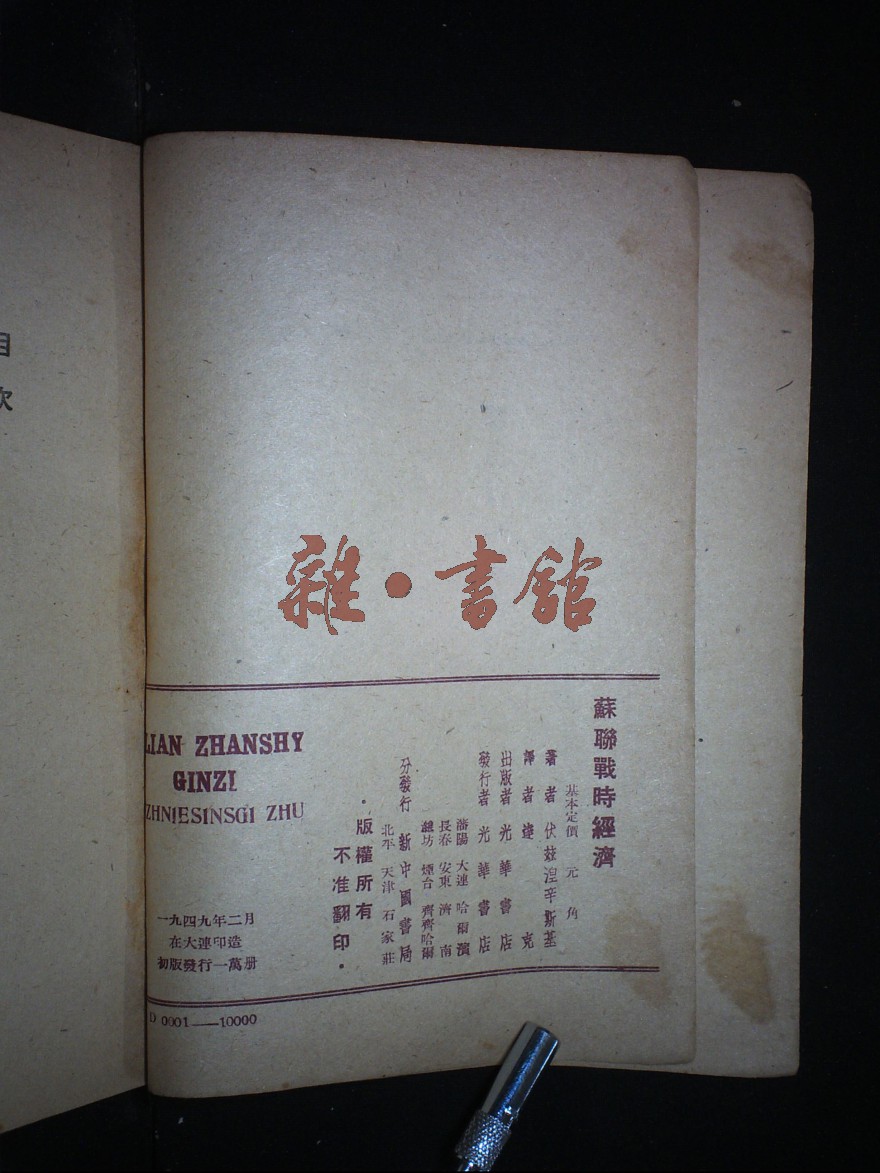 目次
雜·書館
蘇聯戰時經濟
基本定價 元 角
著者 伏茲涅辛斯基
譯者 達克
出版者 光華書店
發行者 光華書店
瀋陽 大連 哈爾濱
長春 安東 濟南
濰坊 煙台 齊齊哈爾
分發行 新中國書局
北平 天津 石家莊
·版權所有
不准翻印·
LIAN ZHANSHY
GINZI
ZHNIESINSGI ZHU
一九四九年二月
在大連印造
初版發行一萬册
D 0001——10000